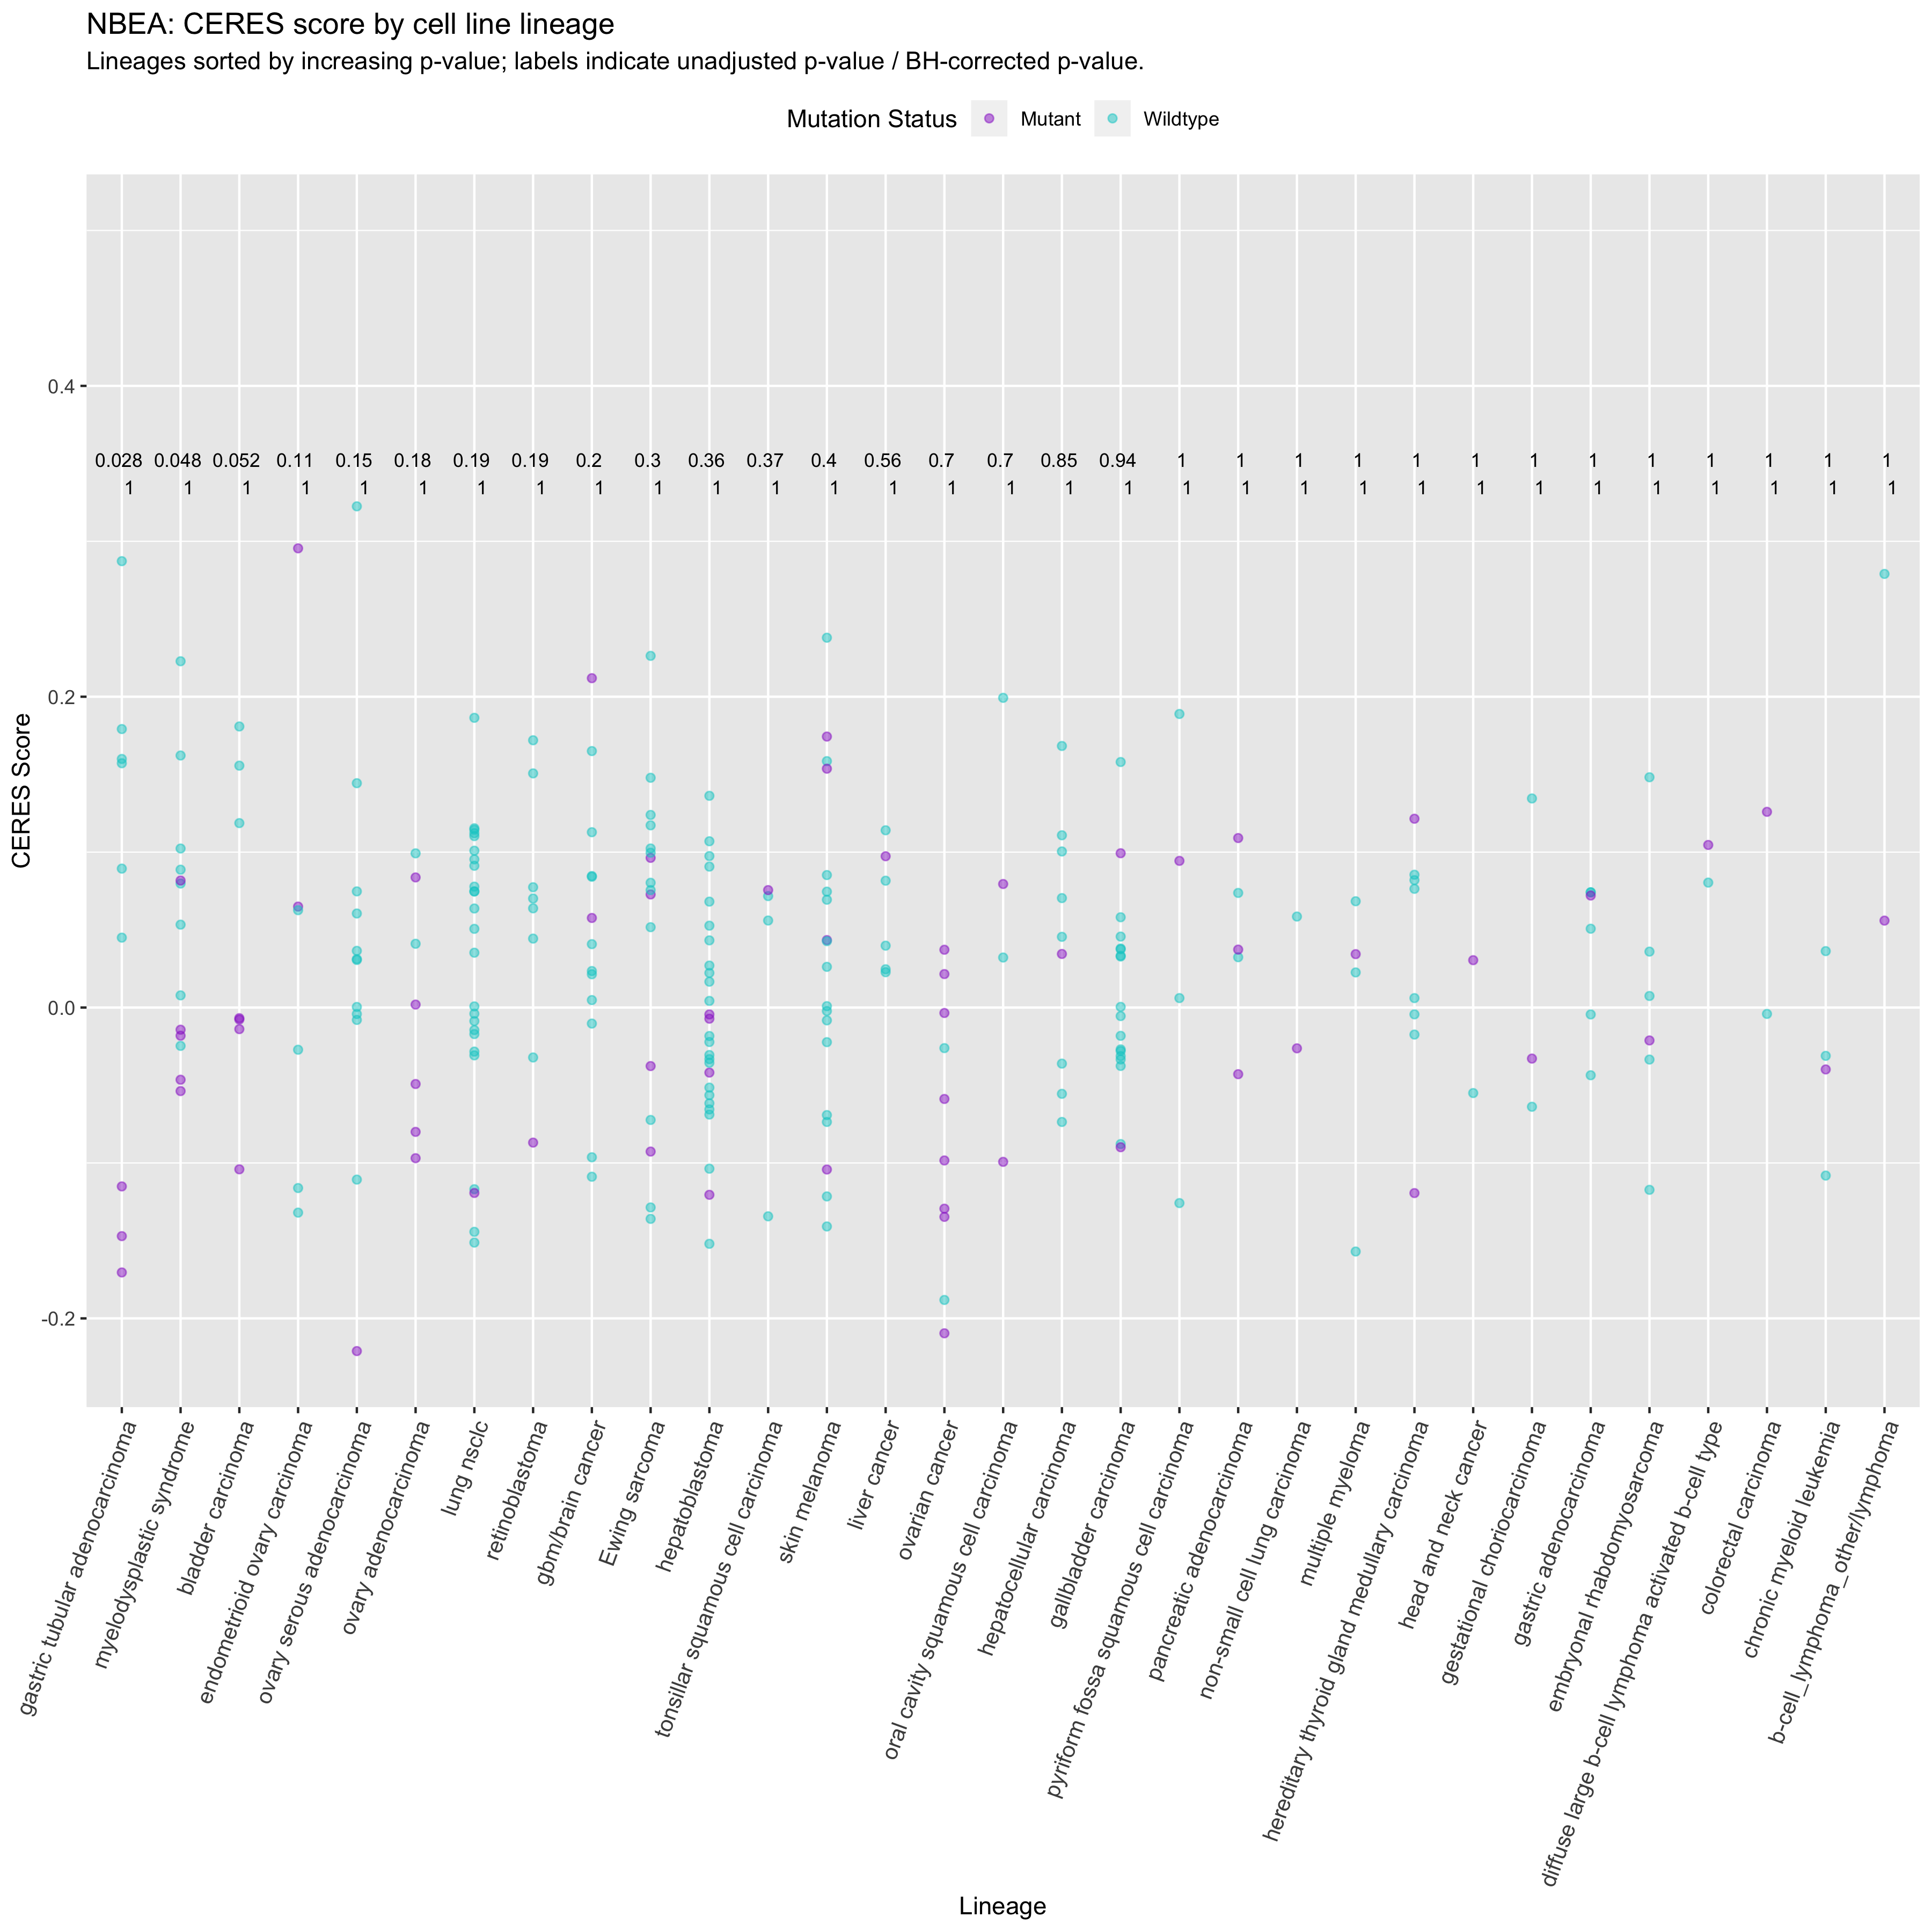 NBEA: CERES score by cell line lineage
Lineages sorted by increasing p-value; labels indicate unadjusted p-value / BH-corrected p-value.
Mutation Status Mutant Wildtype
0.4
0.028 0.048 0.052 0.11 0.15 0.18 0.19 0.19 0.2 0.3 0.36 0.37 0.4 0.56 0.7 0.7 0.85 0.94 1 1 1 1 1 1 1 1 1 1 1 1 1
1 1 1 1 1 1 1 1 1 1 1 1 1 1 1 1 1 1 1 1 1 1 1 1 1 1 1 1 1 1 1
0.2
CERES Score
0.0
-0.2
gastric tubular adenocarcinoma
myelodysplastic syndrome
bladder carcinoma
endometrioid ovary carcinoma
ovary serous adenocarcinoma
ovary adenocarcinoma
lung nsclc
retinoblastoma
gbm/brain cancer
Ewing sarcoma
hepatoblastoma
tonsillar squamous cell carcinoma
skin melanoma
liver cancer
ovarian cancer
oral cavity squamous cell carcinoma
hepatocellular carcinoma
gallbladder carcinoma
pyriform fossa squamous cell carcinoma
pancreatic adenocarcinoma
non-small cell lung carcinoma
multiple myeloma
hereditary thyroid gland medullary carcinoma
head and neck cancer
gestational choriocarcinoma
gastric adenocarcinoma
embryonal rhabdomyosarcoma
diffuse large b-cell lymphoma activated b-cell type
colorectal carcinoma
chronic myeloid leukemia
b-cell_lymphoma_other/lymphoma
Lineage